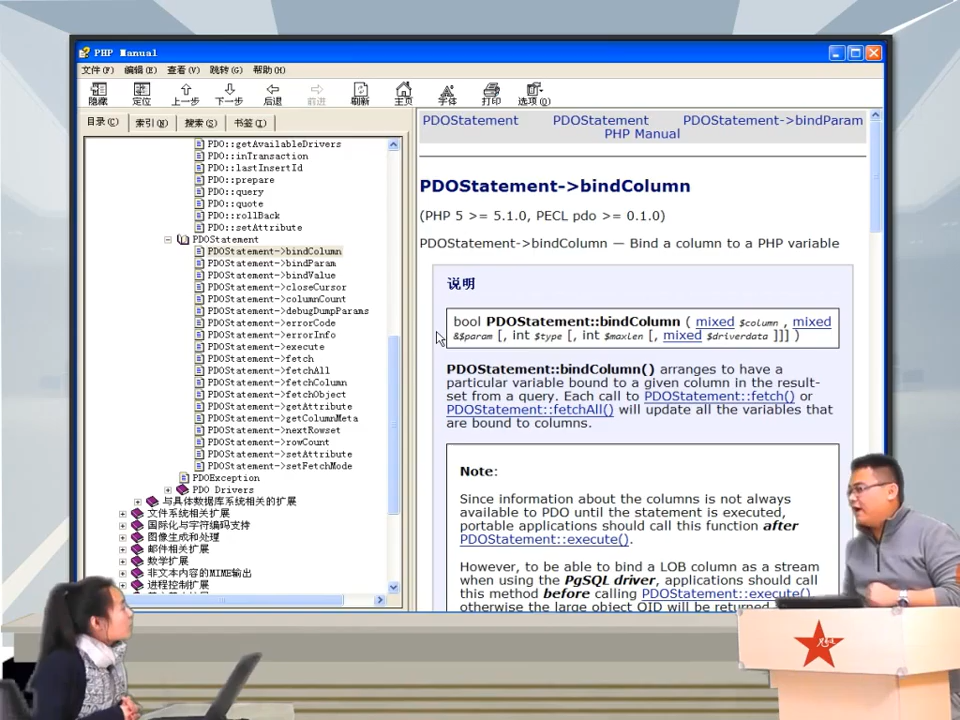 PHP Manual
文件(F) 编辑(E) 查看(V) 跳转(G) 帮助(H)
隐藏 定位 上一步 下一步 后退 前进 刷新 主页 字体 打印 选项(O)
目录(C) 索引(N) 搜索(S) 书签(I)
PDO::getAvailableDrivers
PDO::inTransaction
PDO::lastInsertId
PDO::prepare
PDO::query
PDO::quote
PDO::rollBack
PDO::setAttribute
PDOStatement
PDOStatement->bindColumn
PDOStatement->bindParam
PDOStatement->bindValue
PDOStatement->closeCursor
PDOStatement->columnCount
PDOStatement->debugDumpParams
PDOStatement->errorCode
PDOStatement->errorInfo
PDOStatement->execute
PDOStatement->fetch
PDOStatement->fetchAll
PDOStatement->fetchColumn
PDOStatement->fetchObject
PDOStatement->getAttribute
PDOStatement->getColumnMeta
PDOStatement->nextRowset
PDOStatement->rowCount
PDOStatement->setAttribute
PDOStatement->setFetchMode
PDOException
PDO Drivers
与具体数据库系统相关的扩展
文件系统相关扩展
国际化与字符编码支持
图像生成和处理
邮件相关扩展
数学扩展
非文本内容的MIME输出
进程控制扩展
PDOStatement PDOStatement PDOStatement->bindParam
PHP Manual
PDOStatement->bindColumn
(PHP 5 >= 5.1.0, PECL pdo >= 0.1.0)
PDOStatement->bindColumn — Bind a column to a PHP variable
说明
bool PDOStatement::bindColumn ( mixed $column , mixed
&$param [, int $type [, int $maxlen [, mixed $driverdata ]]] )
PDOStatement::bindColumn() arranges to have a
particular variable bound to a given column in the result-
set from a query. Each call to PDOStatement::fetch() or
PDOStatement::fetchAll() will update all the variables that
are bound to columns.
Note:
Since information about the columns is not always
available to PDO until the statement is executed,
portable applications should call this function after
PDOStatement::execute().
However, to be able to bind a LOB column as a stream
when using the PgSQL driver, applications should call
this method before calling PDOStatement::execute(),
otherwise the large object OID will be returned